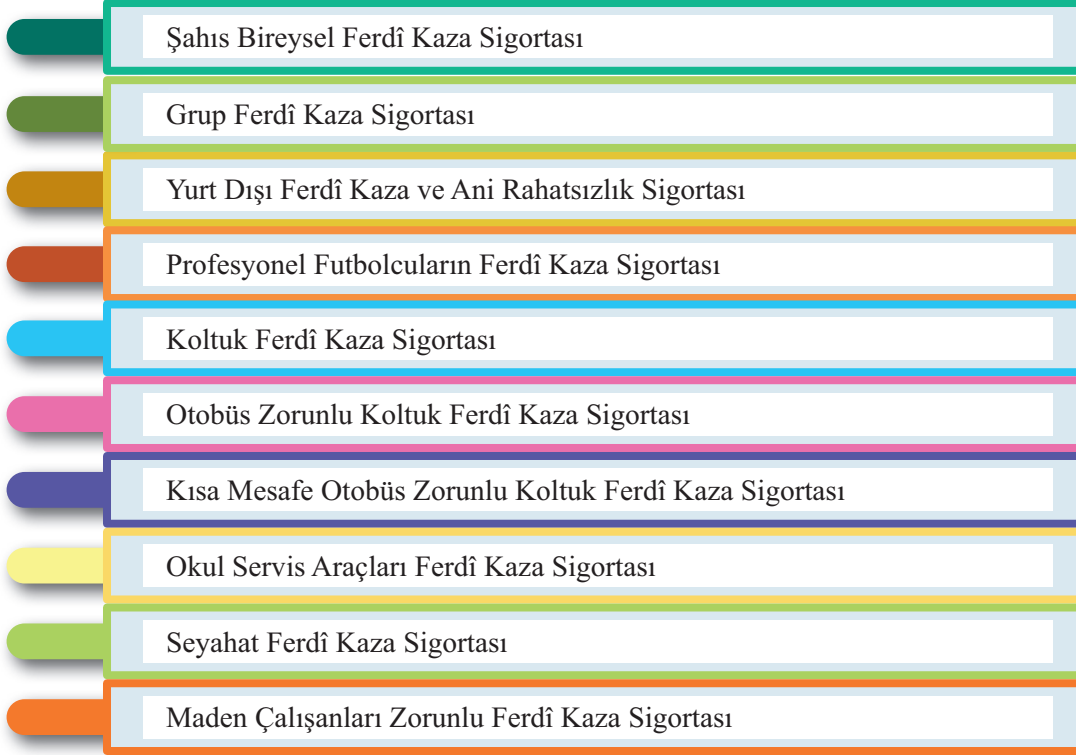 Şahıs Bireysel Ferdî Kaza Sigortası
Grup Ferdî Kaza Sigortası
Yurt Dışı Ferdî Kaza ve Ani Rahatsızlık Sigortası
Profesyonel Futbolcuların Ferdî Kaza Sigortası
Koltuk Ferdî Kaza Sigortası
Otobüs Zorunlu Koltuk Ferdî Kaza Sigortası
Kısa Mesafe Otobüs Zorunlu Koltuk Ferdî Kaza Sigortası
Okul Servis Araçları Ferdî Kaza Sigortası
Seyahat Ferdî Kaza Sigortası
Maden Çalışanları Zorunlu Ferdî Kaza Sigortası